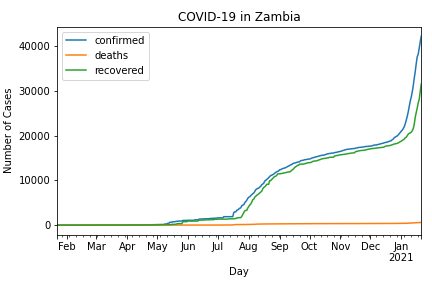 COVID-19 in Zambia
confirmed
deaths
recovered
Number of Cases
40000
30000
20000
10000
0
Feb Mar Apr May Jun Jul Aug Sep Oct Nov Dec Jan
2021
Day